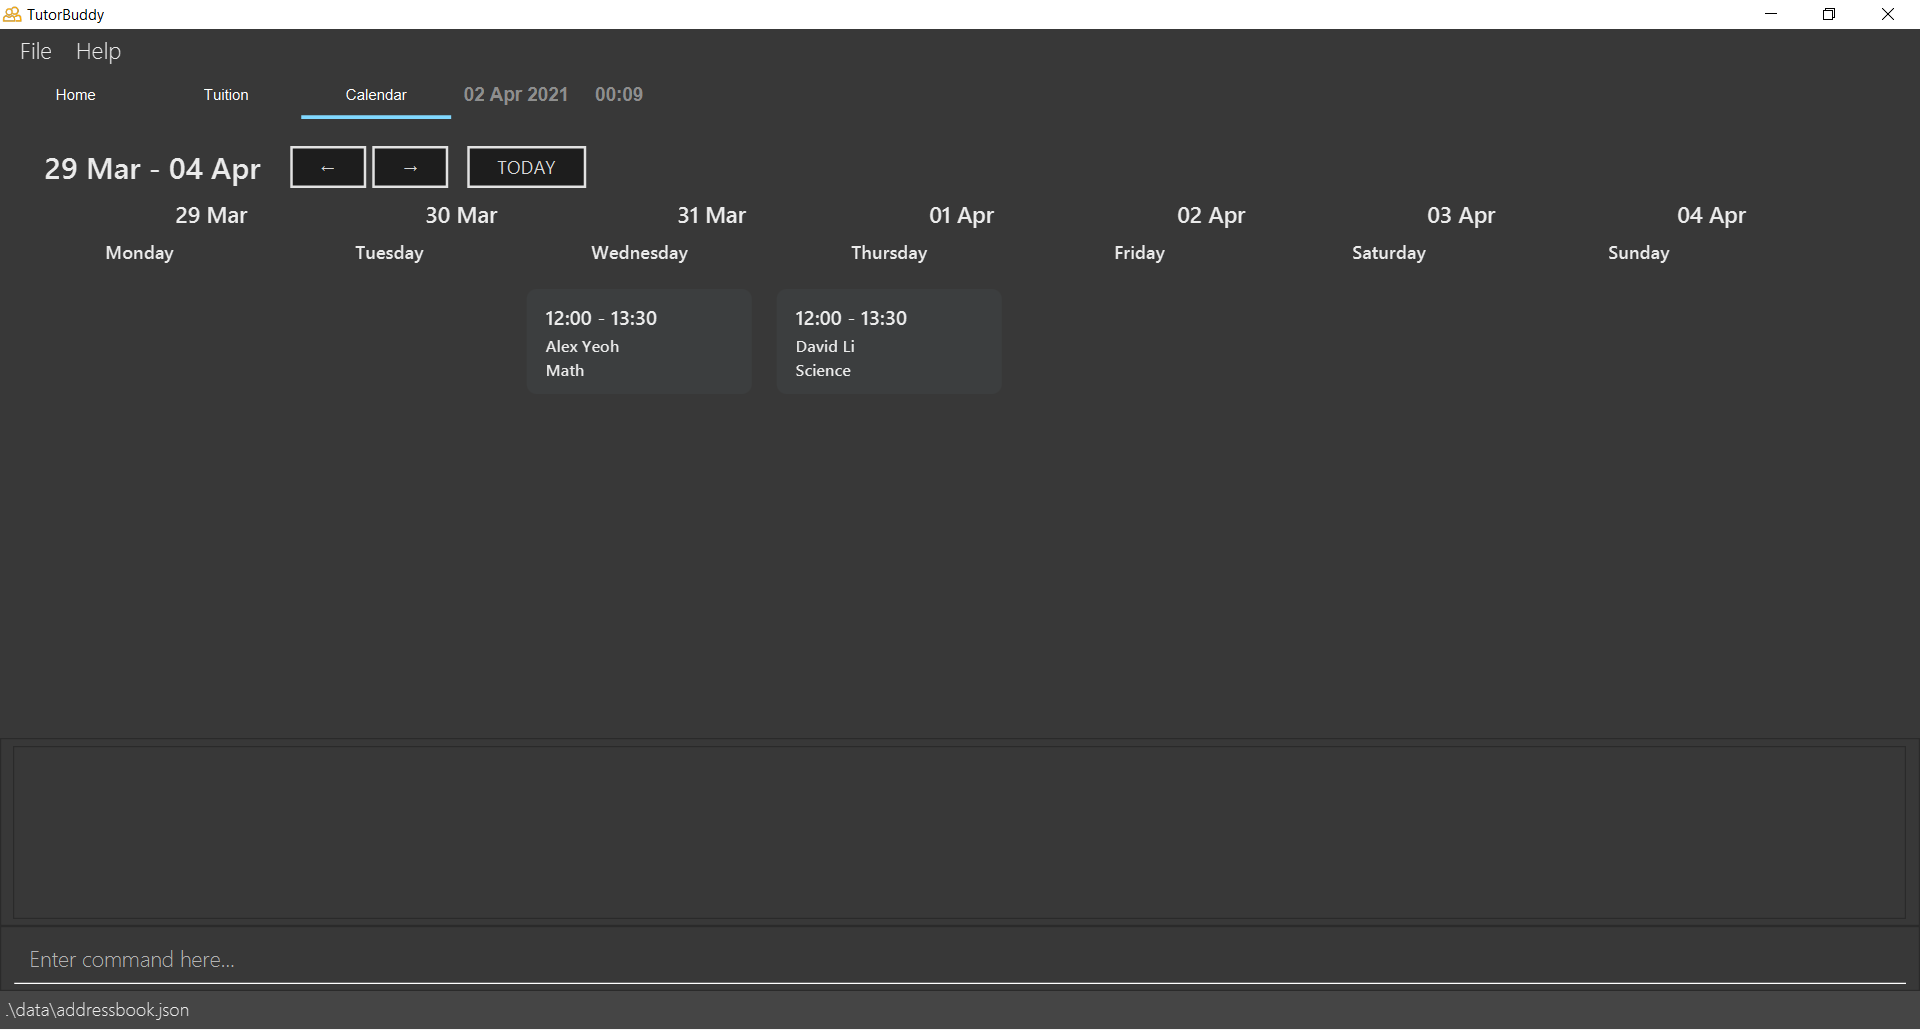 TutorBuddy
File Help
Home Tuition Calendar 02 Apr 2021 00:09
29 Mar - 04 Apr ← → TODAY
29 Mar 30 Mar 31 Mar 01 Apr 02 Apr 03 Apr 04 Apr
Monday Tuesday Wednesday Thursday Friday Saturday Sunday
12:00 - 13:30 12:00 - 13:30
Alex Yeoh David Li
Math Science
Enter command here...
.\data\addressbook.json